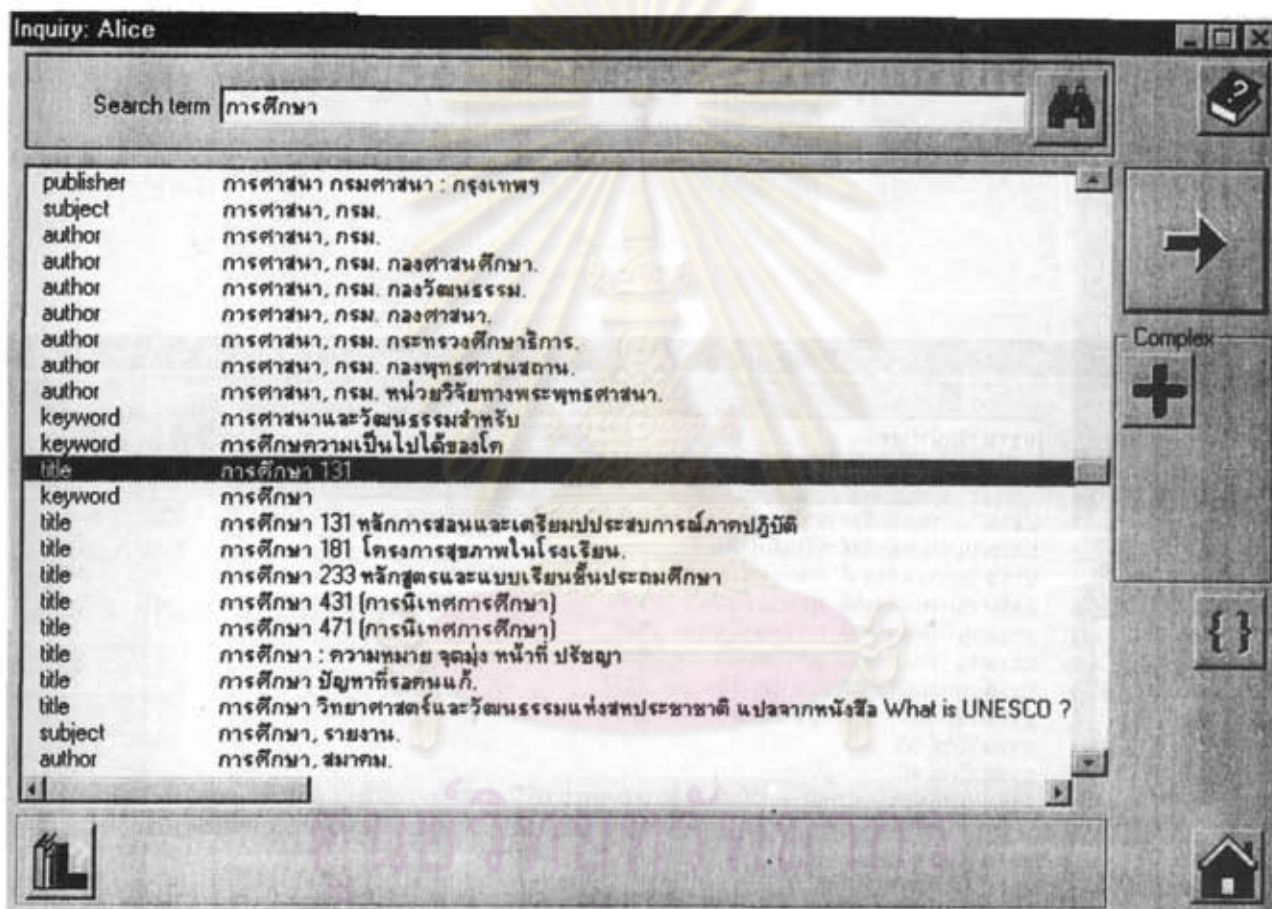 Inquiry: Alice
Search term การศึกษา
publisher การศาสนา กรมศาสนา : กรุงเทพฯ
subject การศาสนา, กรม.
author การศาสนา, กรม.
author การศาสนา, กรม. กองศาสนศึกษา.
author การศาสนา, กรม. กองวัฒนธรรม.
author การศาสนา, กรม. กองศาสนา.
author การศาสนา, กรม. กระทรวงศึกษาธิการ.
author การศาสนา, กรม. กองพุทธศาสนสถาน.
author การศาสนา, กรม. หน่วยวิจัยทางพระพุทธศาสนา.
keyword การศาสนาและวัฒนธรรมสำหรับ
keyword การศึกษความเป็นไปได้ของโค
title การศึกษา 131
keyword การศึกษา
title การศึกษา 131 หลักการสอนและเตรียมปประสบการณ์ภาคปฎิบัติ
title การศึกษา 181 โครงการสุขภาพในโรงเรียน.
title การศึกษา 233 หลักสูตรและแบบเรียนชั้นประถมศึกษา
title การศึกษา 431 (การนิเทศการศึกษา)
title การศึกษา 471 (การนิเทศการศึกษา)
title การศึกษา : ความหมาย จุดมุ่ง หน้าที่ ปรัชญา
title การศึกษา ปัญหาที่รอคนแก้.
title การศึกษา วิทยาศาสตร์และวัฒนธรรมแห่งสหประชาชาติ แปลจากหนังสือ What is UNESCO ?
subject การศึกษา, รายงาน.
author การศึกษา, สมาคม.
Complex
{ }
ศูนย์วิทยทรัพยากร